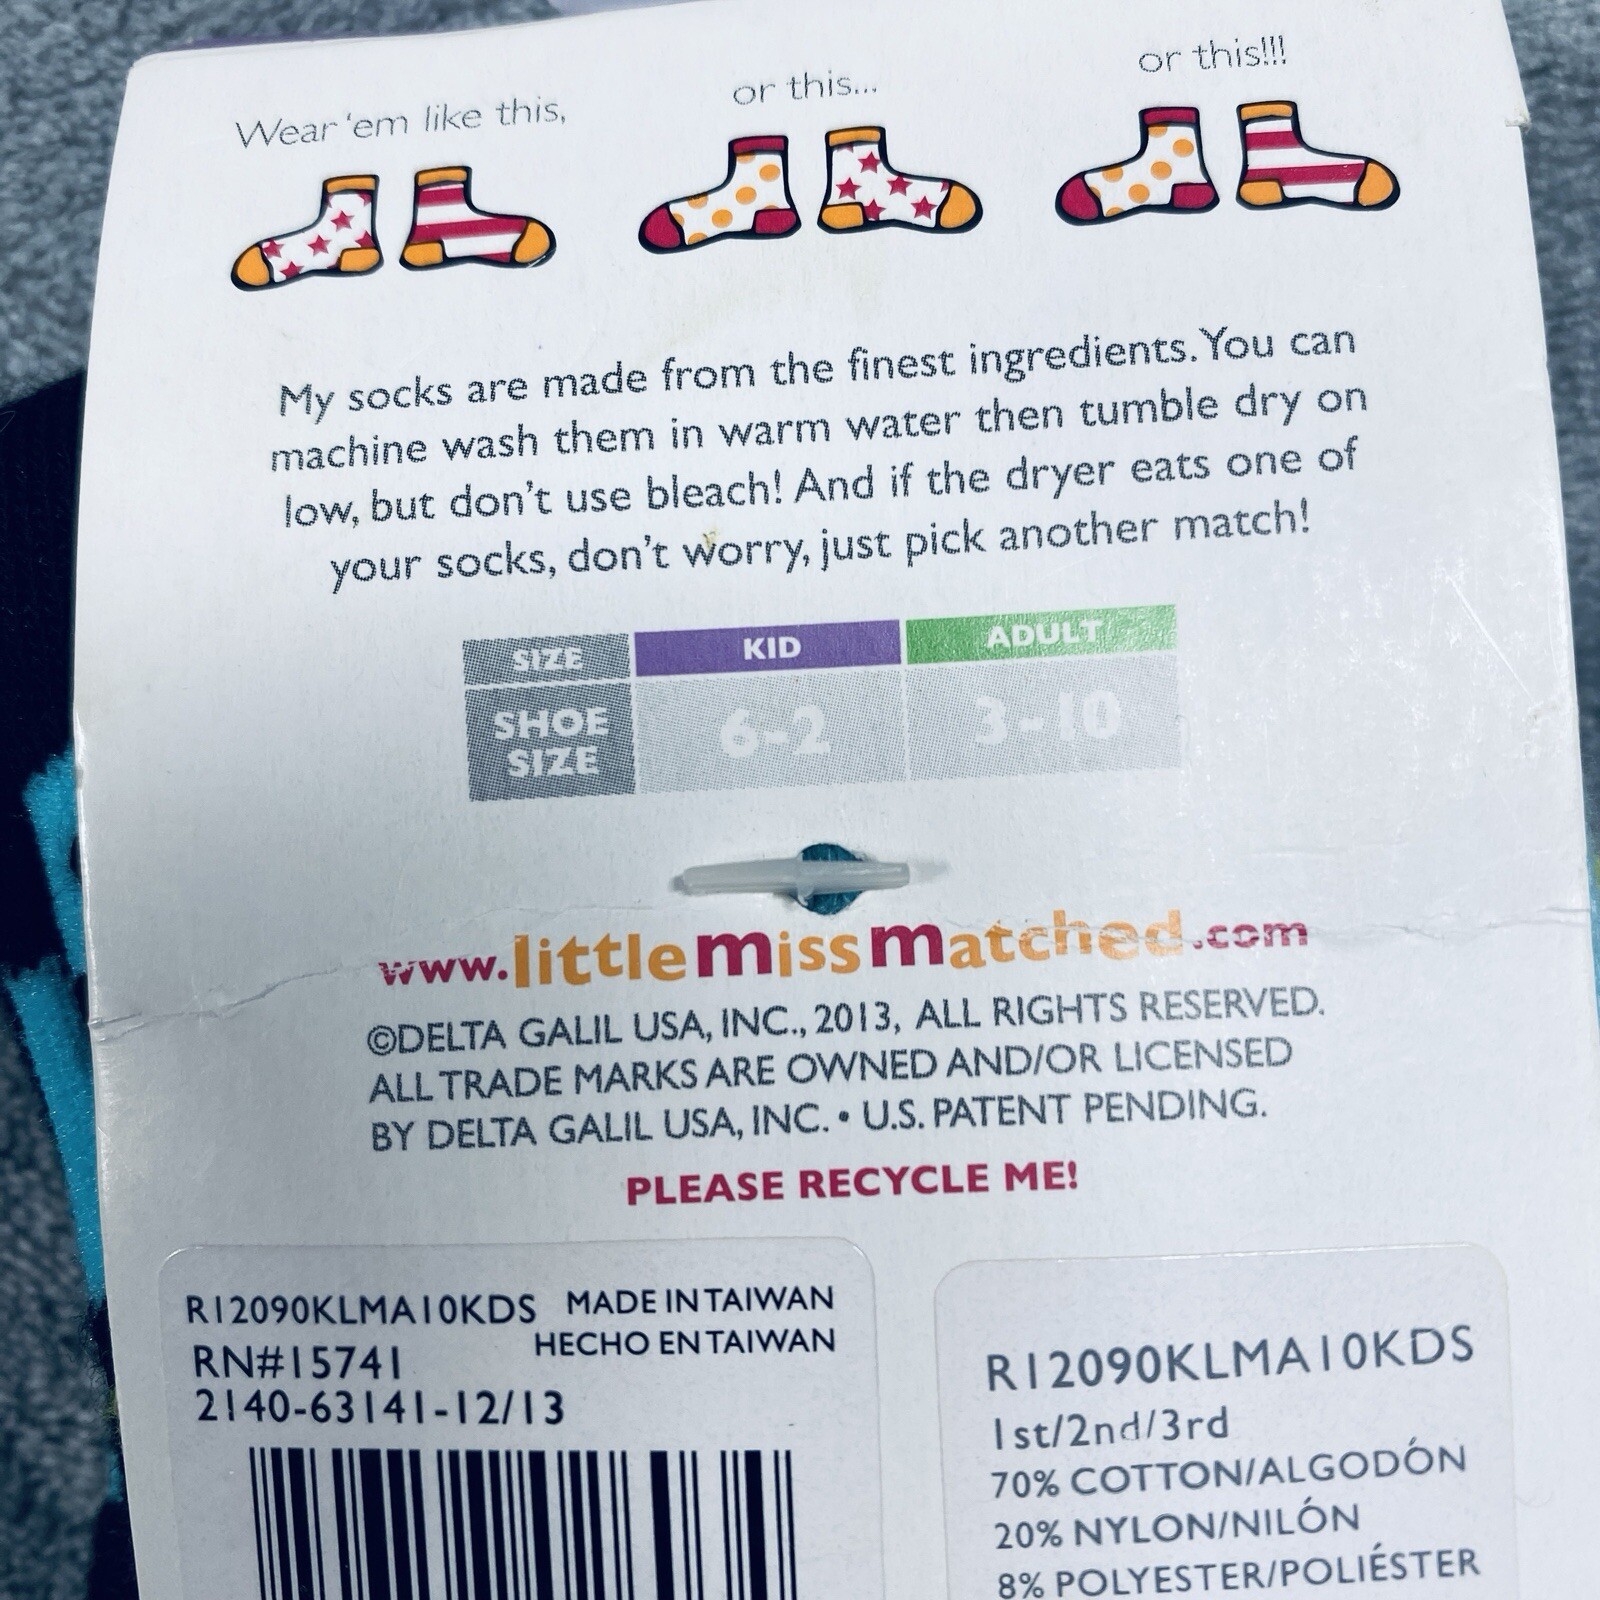 Wear 'em like this,
or this...
or this!!!
My socks are made from the finest ingredients. You can
machine wash them in warm water then tumble dry on
low, but don't use bleach! And if the dryer eats one of
your socks, don't worry, just pick another match!
SIZE KID ADULT
SHOE SIZE 6-2 3-10
www.littlemissmatched.com
©DELTA GALIL USA, INC., 2013, ALL RIGHTS RESERVED.
ALL TRADE MARKS ARE OWNED AND/OR LICENSED
BY DELTA GALIL USA, INC. • U.S. PATENT PENDING.
PLEASE RECYCLE ME!
R12090KLMA10KDS MADE IN TAIWAN
HECHO EN TAIWAN
RN#15741
2140-63141-12/13
R12090KLMA10KDS
1st/2nd/3rd
70% COTTON/ALGODÓN
20% NYLON/NILÓN
8% POLYESTER/POLIÉSTER